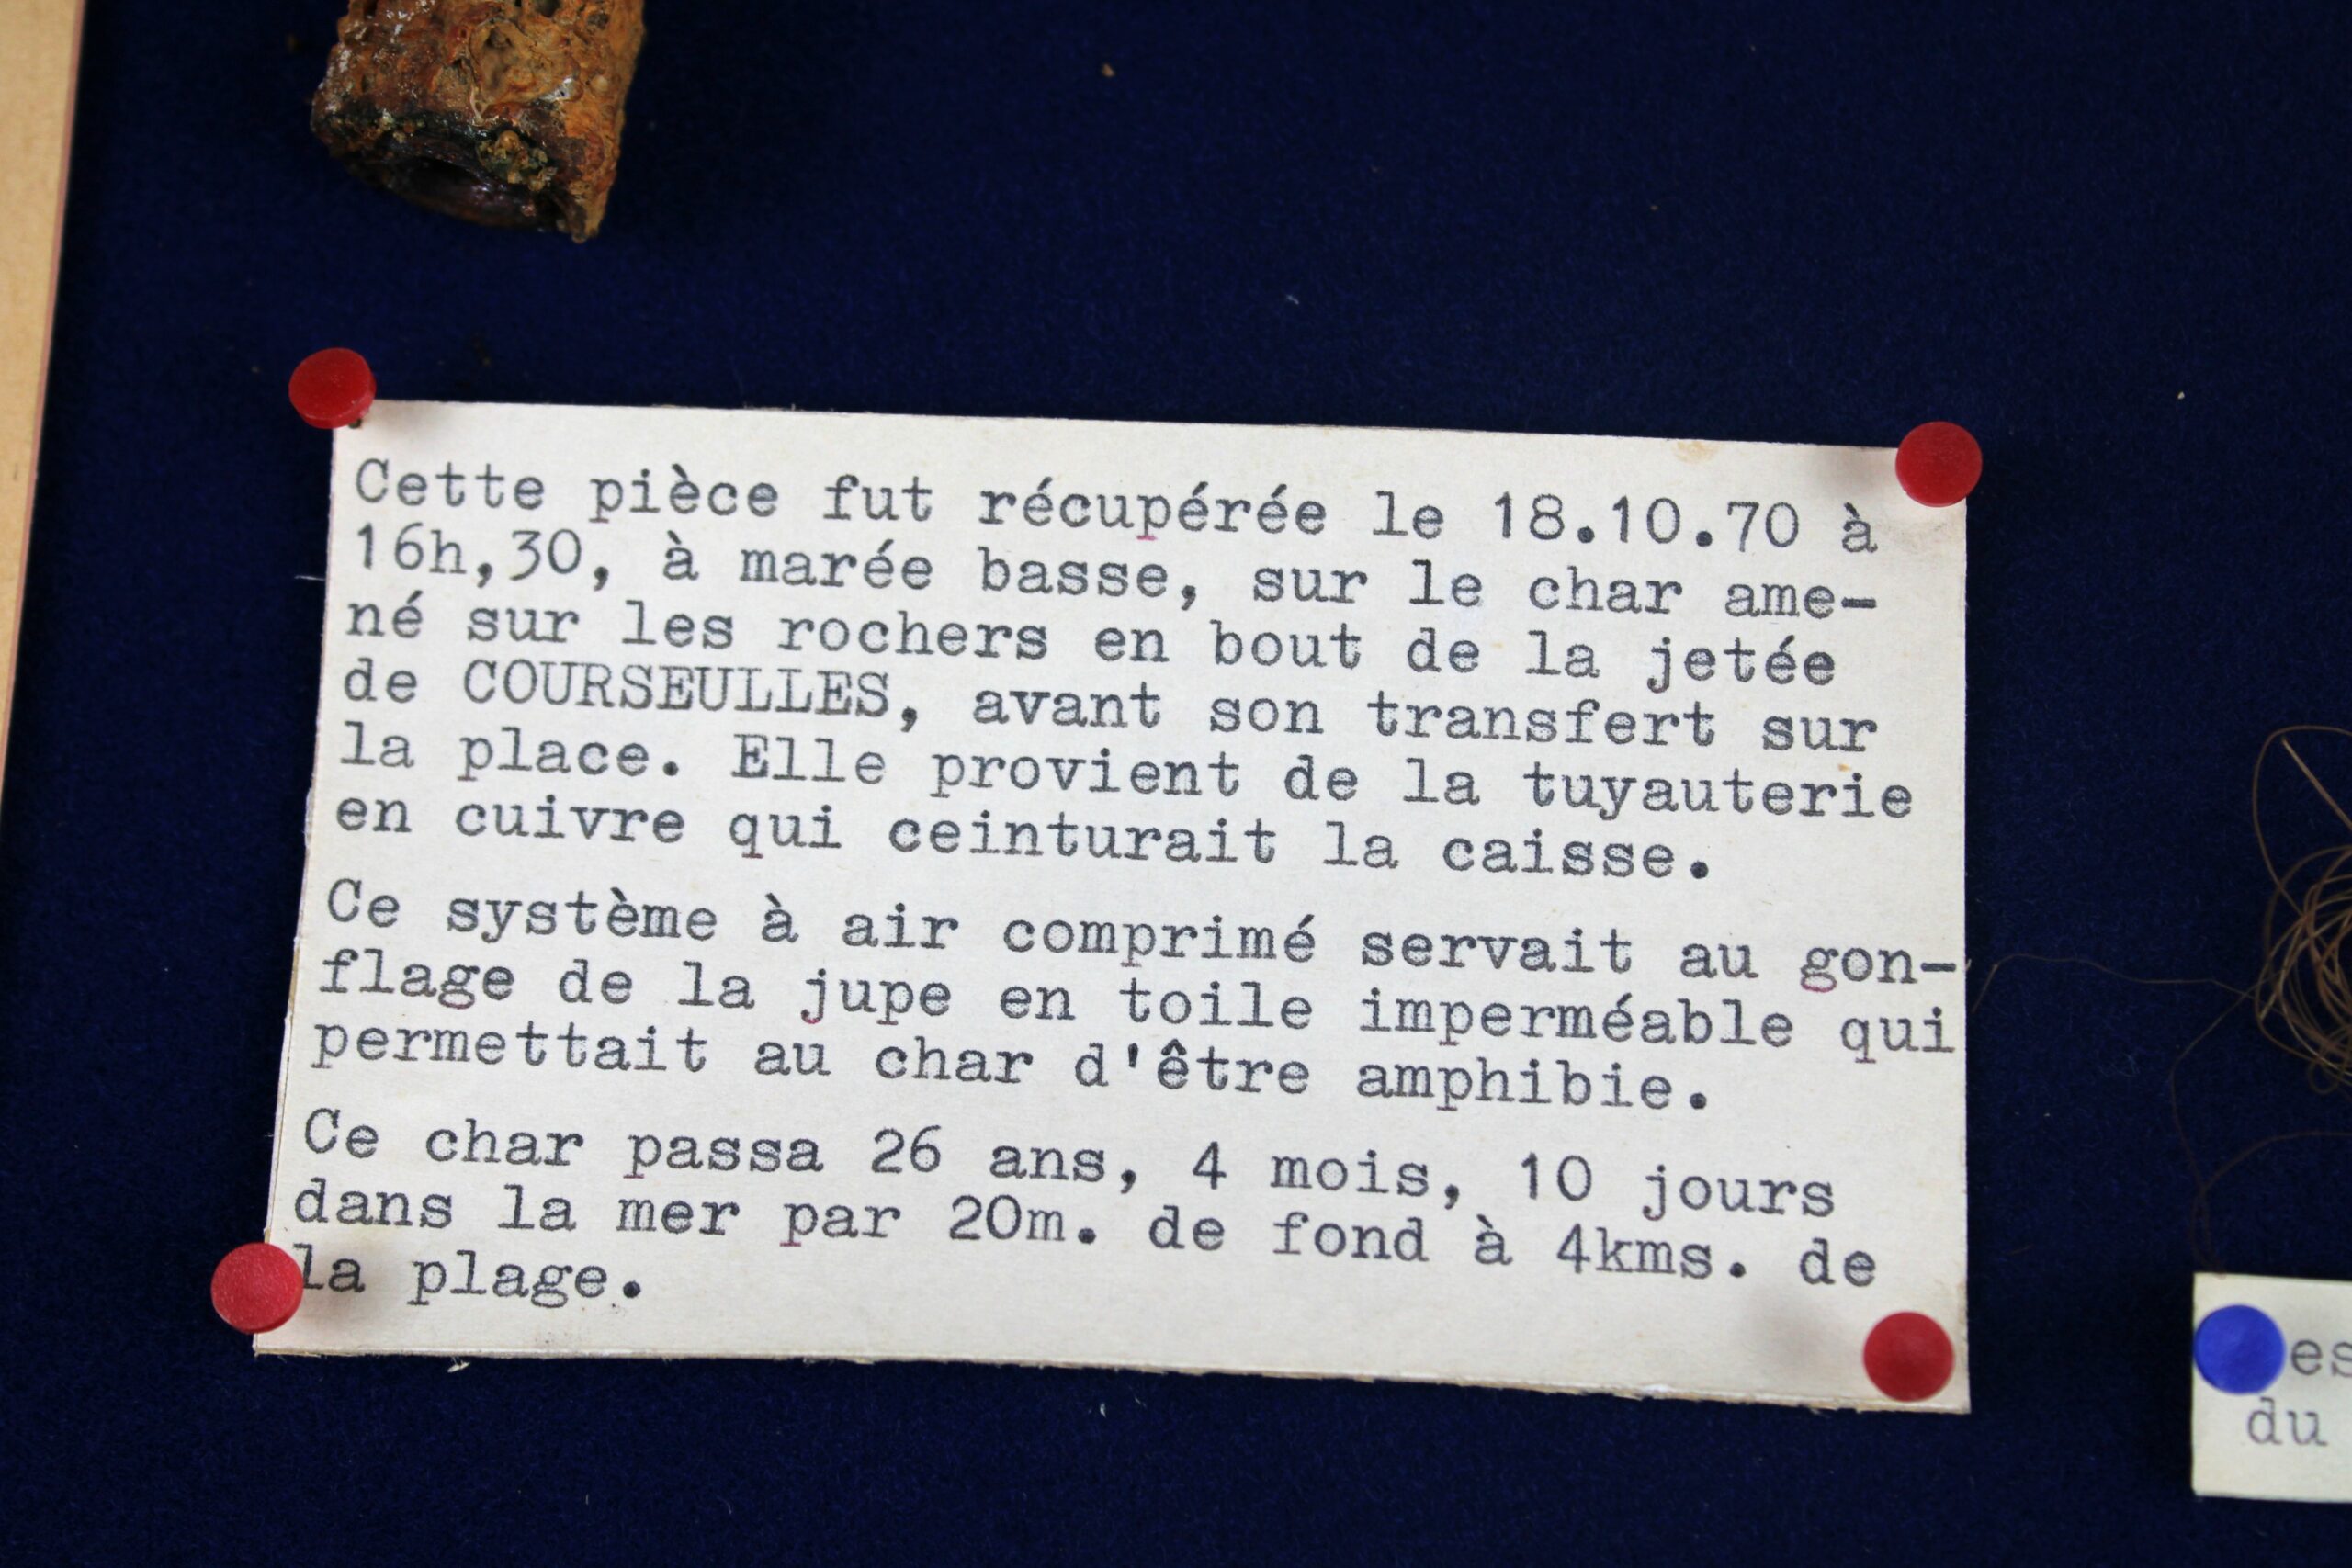 Cette pièce fut récupérée le 18.10.70 à
16h,30, à marée basse, sur le char ame-
né sur les rochers en bout de la jetée
de COURSEULLES, avant son transfert sur
la place. Elle provient de la tuyauterie
en cuivre qui ceinturait la caisse.
Ce système à air comprimé servait au gon-
flage de la jupe en toile imperméable qui
permettait au char d'être amphibie.
Ce char passa 26 ans, 4 mois, 10 jours
dans la mer par 20m. de fond à 4kms. de
la plage.
du